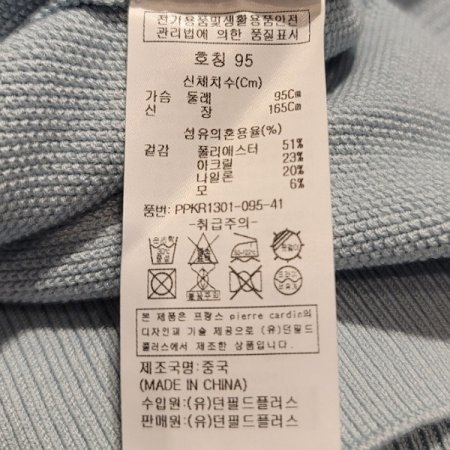 전기용품및생활용품안전
관리법에 의한 품질표시
호칭 95
신체치수(Cm)
가슴 둘레 95Cm
신 장 165Cm
섬유의혼용율(%)
겉감 폴리에스터 51%
아크릴 23%
나일론 20%
모 6%
품번: PPKR1301-095-41
-취급주의-
본 제품은 프랑스 pierre cardin의
디자인과 기술 제공으로 (유)던필드
플러스에서 제조한 상품입니다.
제조국명: 중국
(MADE IN CHINA)
수입원: (유)던필드플러스
판매원: (유)던필드플러스